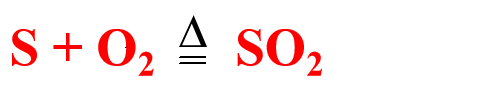 S + O₂ ≜ SO₂